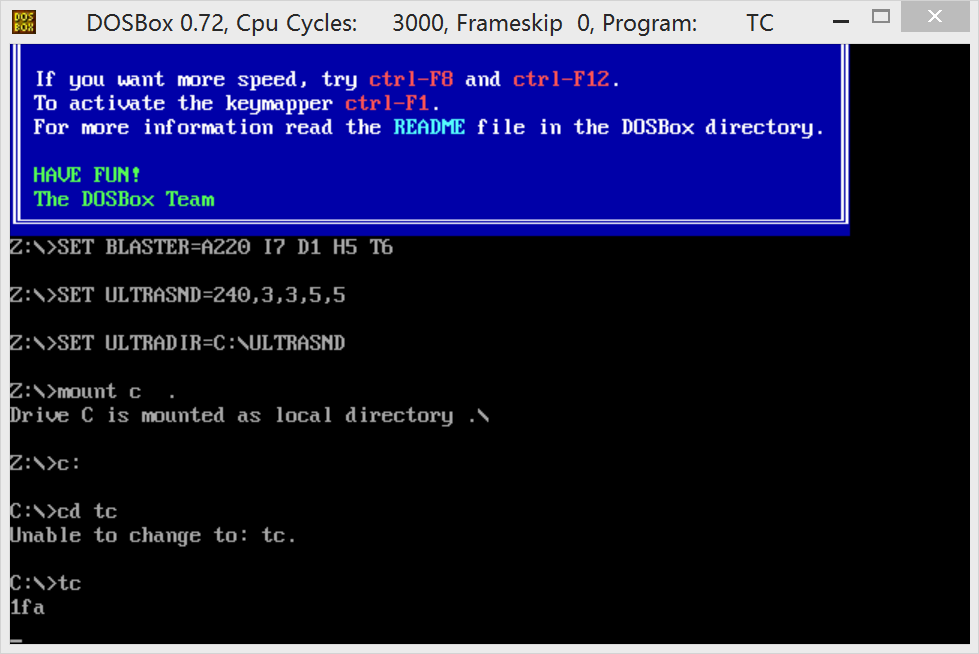 DOS
BOX
DOSBox 0.72, Cpu Cycles: 3000, Frameskip 0, Program: TC
If you want more speed, try ctrl-F8 and ctrl-F12.
To activate the keymapper ctrl-F1.
For more information read the README file in the DOSBox directory.
HAVE FUN!
The DOSBox Team
Z:\>SET BLASTER=A220 I7 D1 H5 T6
Z:\>SET ULTRASND=240,3,3,5,5
Z:\>SET ULTRADIR=C:\ULTRASND
Z:\>mount c  .
Drive C is mounted as local directory .\
Z:\>c:
C:\>cd tc
Unable to change to: tc.
C:\>tc
1fa
_